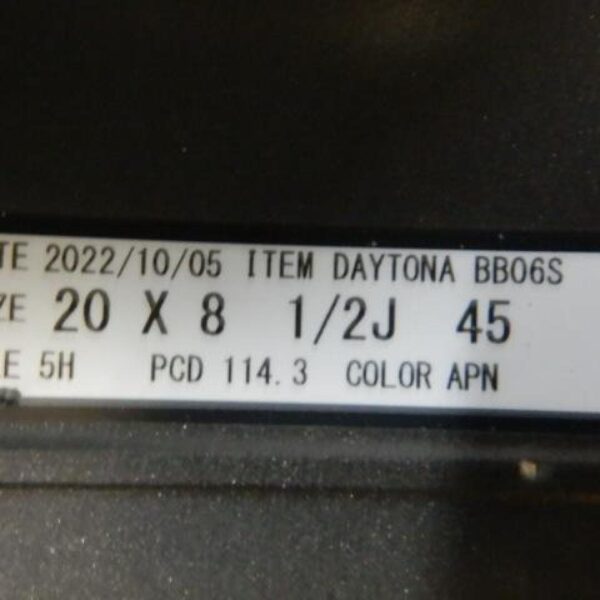 TE 2022/10/05 ITEM DAYTONA BB06S
ZE 20 X 8 1/2J 45
LE 5H PCD 114.3 COLOR APN